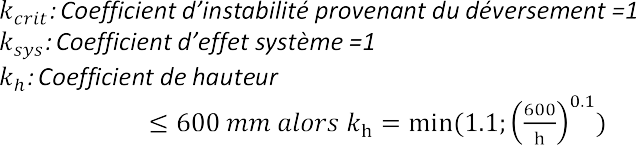 k_crit : Coefficient d'instabilité provenant du déversement =1
k_sys : Coefficient d'effet système =1
k_h : Coefficient de hauteur
≤ 600 mm alors k_h = min(1.1; (600/h)^0.1)